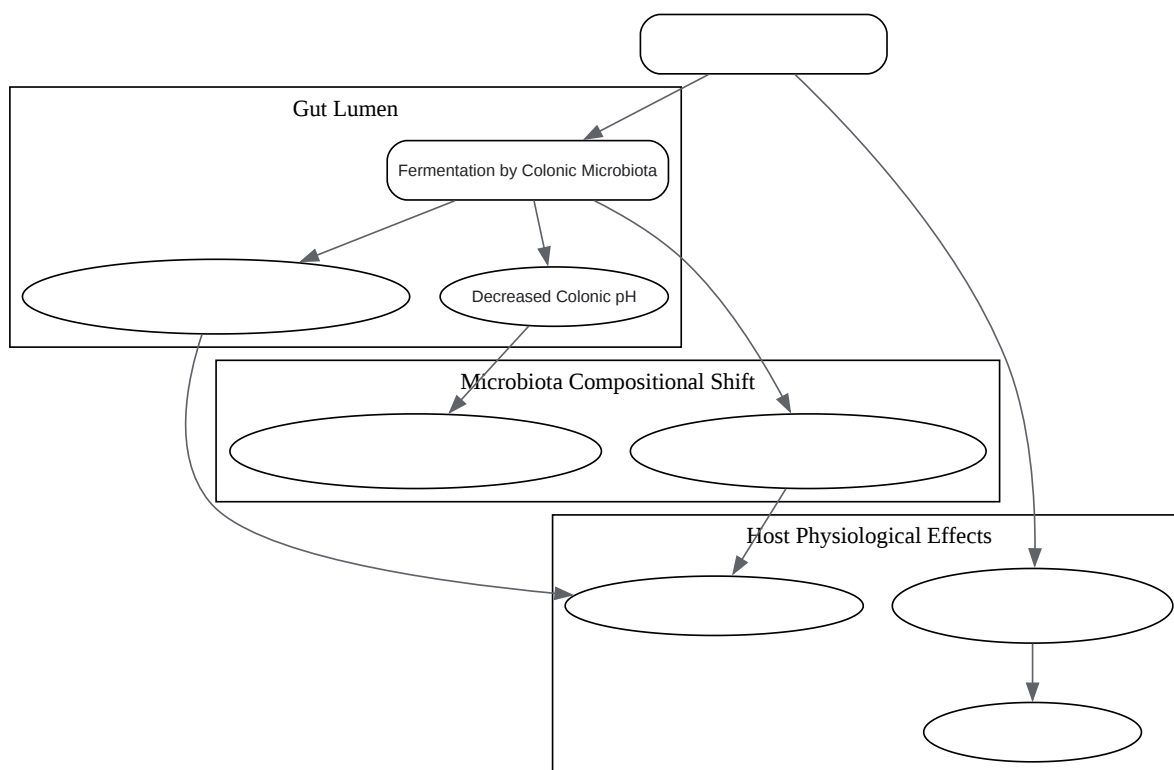 Gut Lumen
Fermentation by Colonic Microbiota
Decreased Colonic pH
Microbiota Compositional Shift
Host Physiological Effects